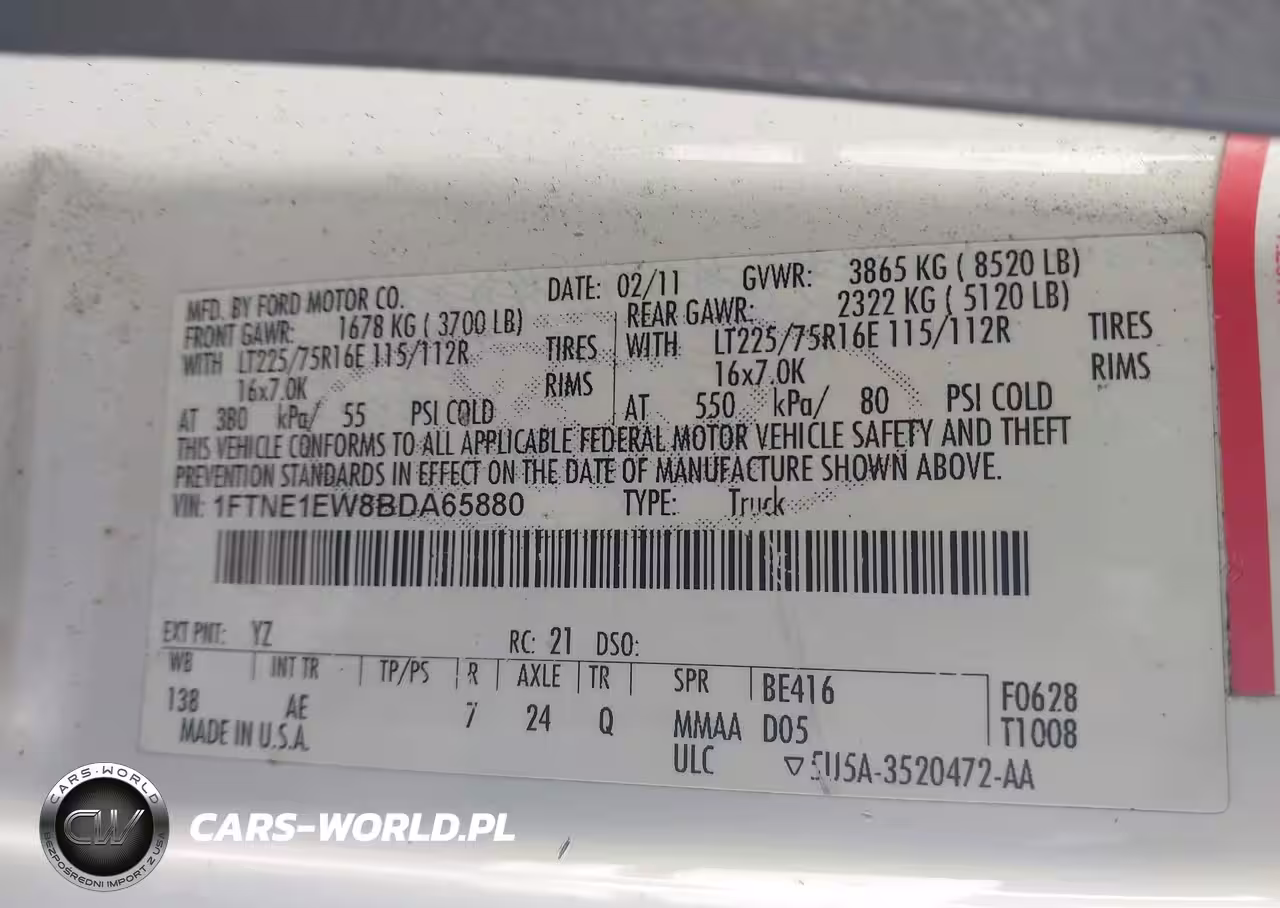 MFD. BY FORD MOTOR CO. DATE: 02/11 GVWR: 3865 KG ( 8520 LB)
FRONT GAWR: 1678 KG ( 3700 LB) REAR GAWR: 2322 KG ( 5120 LB)
WITH LT225/75R16E 115/112R TIRES WITH LT225/75R16E 115/112R TIRES
16x7.0K RIMS 16x7.0K RIMS
AT 380 kPa/ 55 PSI COLD AT 550 kPa/ 80 PSI COLD
THIS VEHICLE CONFORMS TO ALL APPLICABLE FEDERAL MOTOR VEHICLE SAFETY AND THEFT
PREVENTION STANDARDS IN EFFECT ON THE DATE OF MANUFACTURE SHOWN ABOVE.
VIN: 1FTNE1EW8BDA65880 TYPE: Truck
EXT PNT: YZ RC: 21 DSO:
WB INT TR TP/PS R AXLE TR SPR BE416 F0628
138 AE 7 24 Q MMAA D05 T1008
MADE IN U.S.A. ULC ▽5U5A-3520472-AA
CARS-WORLD
CW
BEZPOŚREDNI IMPORT Z USA
CARS-WORLD.PL